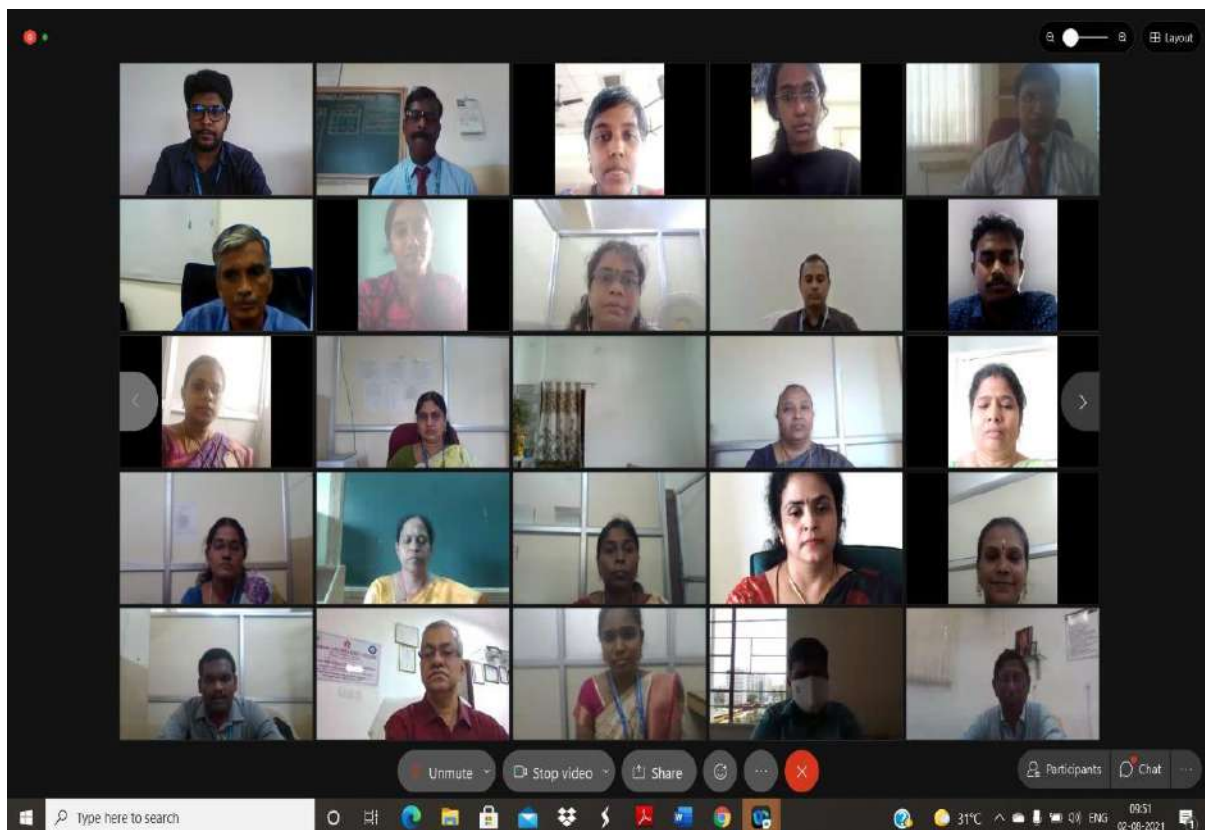 Layout
Unmute
Stop video
Share
Participants
Chat
Type here to search
31°C
ENG
09:51
02-08-2021